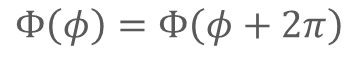 Φ(ϕ) = Φ(ϕ + 2π)